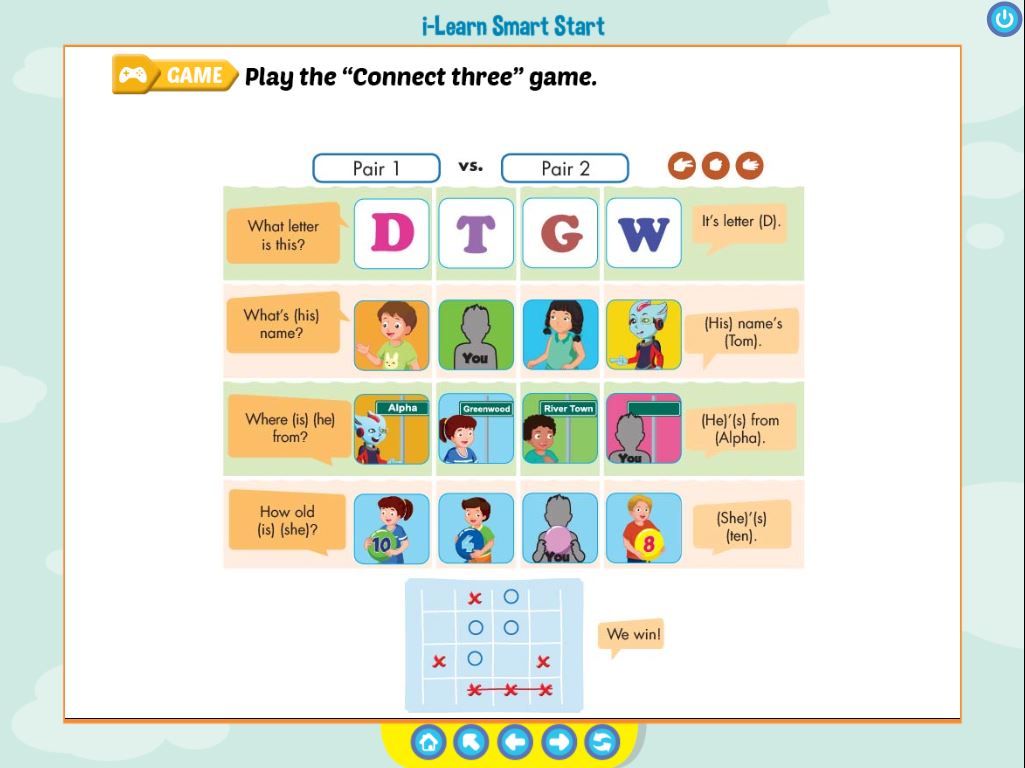 i-Learn Smart Start
GAME Play the “Connect three” game.
Pair 1 vs. Pair 2
What letter
is this?
D T G W
It's letter (D).
What's (his)
name?
You
(His) name's
(Tom).
Where (is) (he)
from?
Alpha
Greenwood
River Town
You
(He)'(s) from
(Alpha).
How old
(is) (she)?
10
4
You
8
(She)'(s)
(ten).
x O
O O
x O x
x x x
We win!